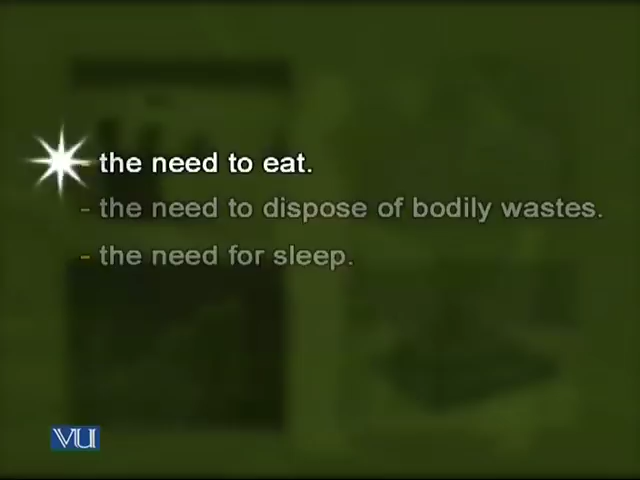 - the need to eat.
- the need to dispose of bodily wastes.
- the need for sleep.
VU